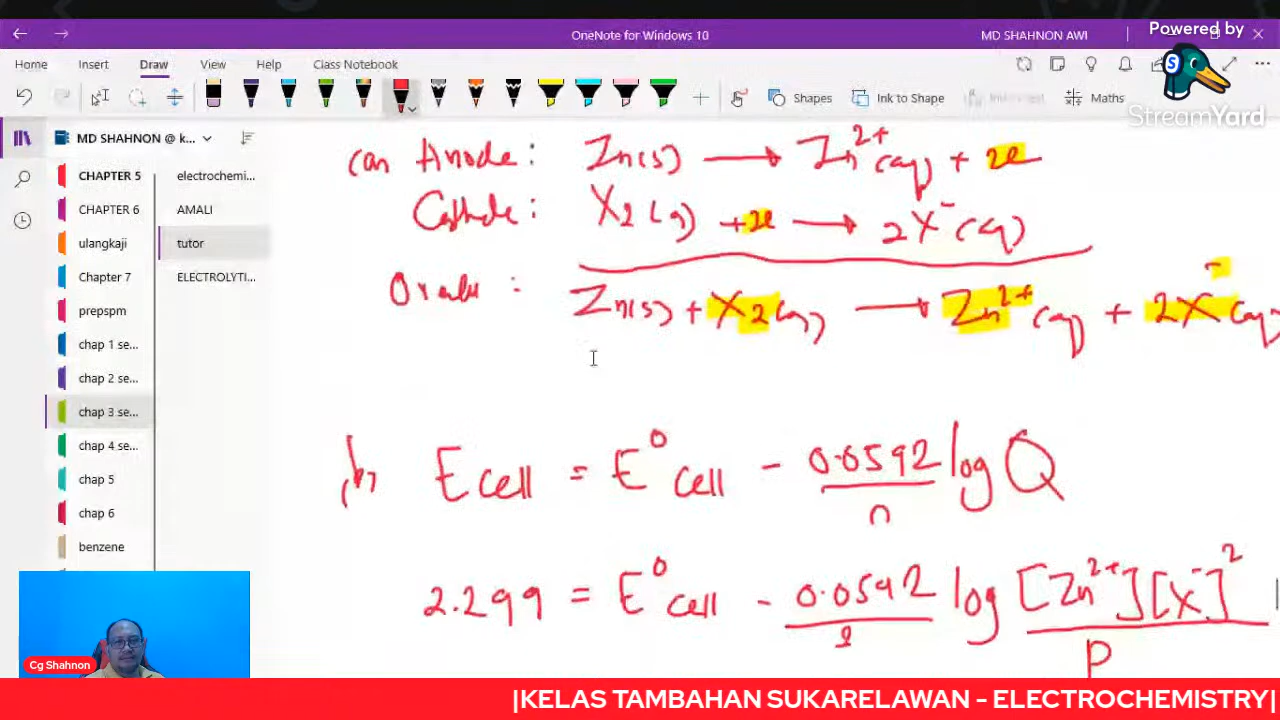 OneNote for Windows 10
MD SHAHNON AWI
Powered by
StreamYard
Home Insert Draw View Help Class Notebook
Shapes
Ink to Shape
Maths
MD SHAHNON @ k...
CHAPTER 5
CHAPTER 6
ulangkaji
Chapter 7
prepspm
chap 1 se...
chap 2 se...
chap 3 se...
chap 4 se...
chap 5
chap 6
benzene
electrochemi...
AMALI
tutor
ELECTROLYTI...
(a) Anode : Zn(s) → Zn²⁺(aq) + 2e
Cathode : X₂(g) + 2e → 2X⁻(aq)
Zn(s) + X₂(g) → Zn²⁺(aq) + 2X⁻(aq)
(b) Ecell = E⁰cell - 0.0592/n log Q
2.299 = E⁰cell - 0.0592/2 log [Zn²⁺][X⁻]²/P
Cg Shahnon
|KELAS TAMBAHAN SUKARELAWAN - ELECTROCHEMISTRY|